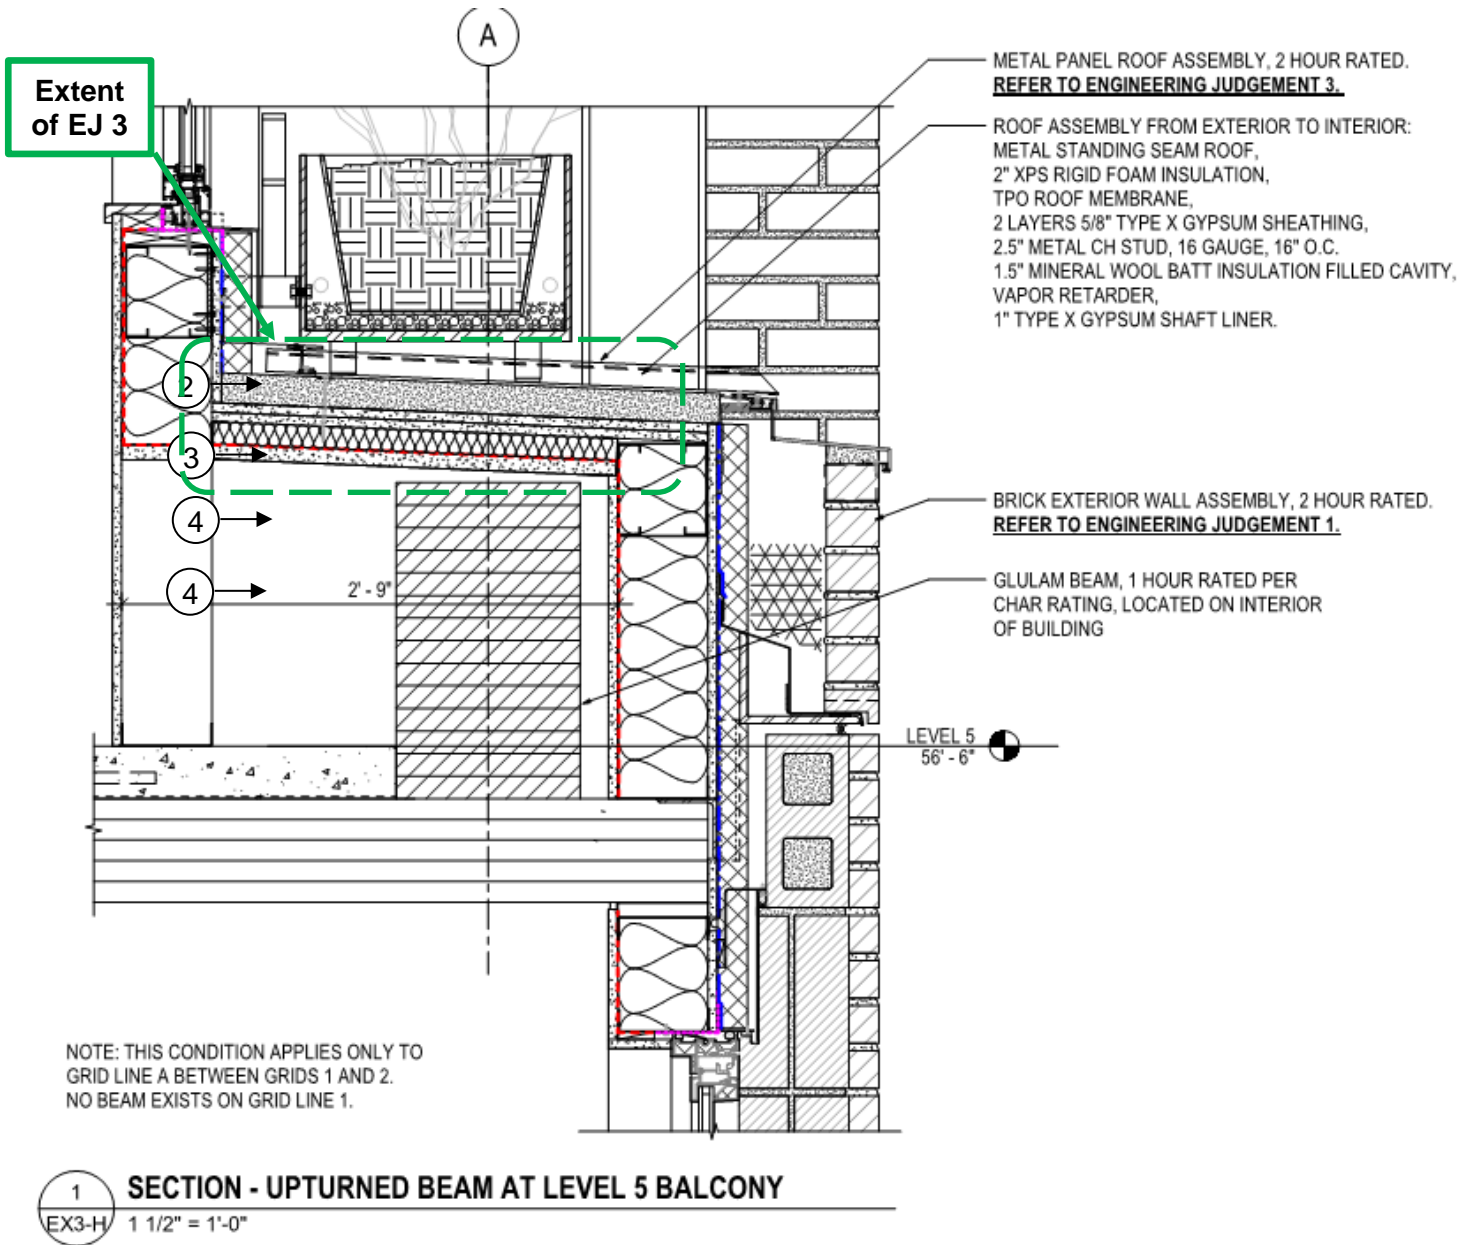 A
Extent
of EJ 3
METAL PANEL ROOF ASSEMBLY, 2 HOUR RATED.
REFER TO ENGINEERING JUDGEMENT 3.
ROOF ASSEMBLY FROM EXTERIOR TO INTERIOR:
METAL STANDING SEAM ROOF,
2" XPS RIGID FOAM INSULATION,
TPO ROOF MEMBRANE,
2 LAYERS 5/8" TYPE X GYPSUM SHEATHING,
2.5" METAL CH STUD, 16 GAUGE, 16" O.C.
1.5" MINERAL WOOL BATT INSULATION FILLED CAVITY,
VAPOR RETARDER,
1" TYPE X GYPSUM SHAFT LINER.
2
3
4
4
2' - 9"
BRICK EXTERIOR WALL ASSEMBLY, 2 HOUR RATED.
REFER TO ENGINEERING JUDGEMENT 1.
GLULAM BEAM, 1 HOUR RATED PER
CHAR RATING, LOCATED ON INTERIOR
OF BUILDING
LEVEL 5
56' - 6"
NOTE: THIS CONDITION APPLIES ONLY TO
GRID LINE A BETWEEN GRIDS 1 AND 2.
NO BEAM EXISTS ON GRID LINE 1.
1
EX3-H
SECTION - UPTURNED BEAM AT LEVEL 5 BALCONY
1 1/2" = 1'-0"